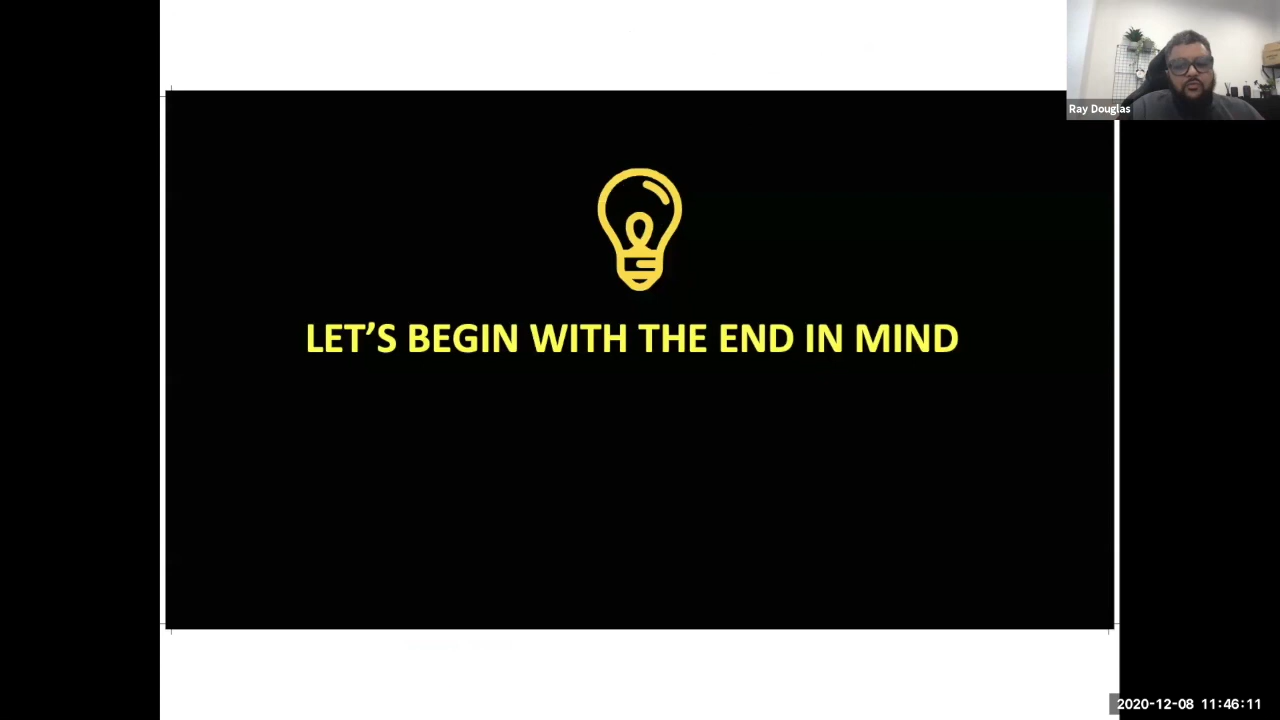 Ray Douglas
LET’S BEGIN WITH THE END IN MIND
2020-12-08 11:46:11